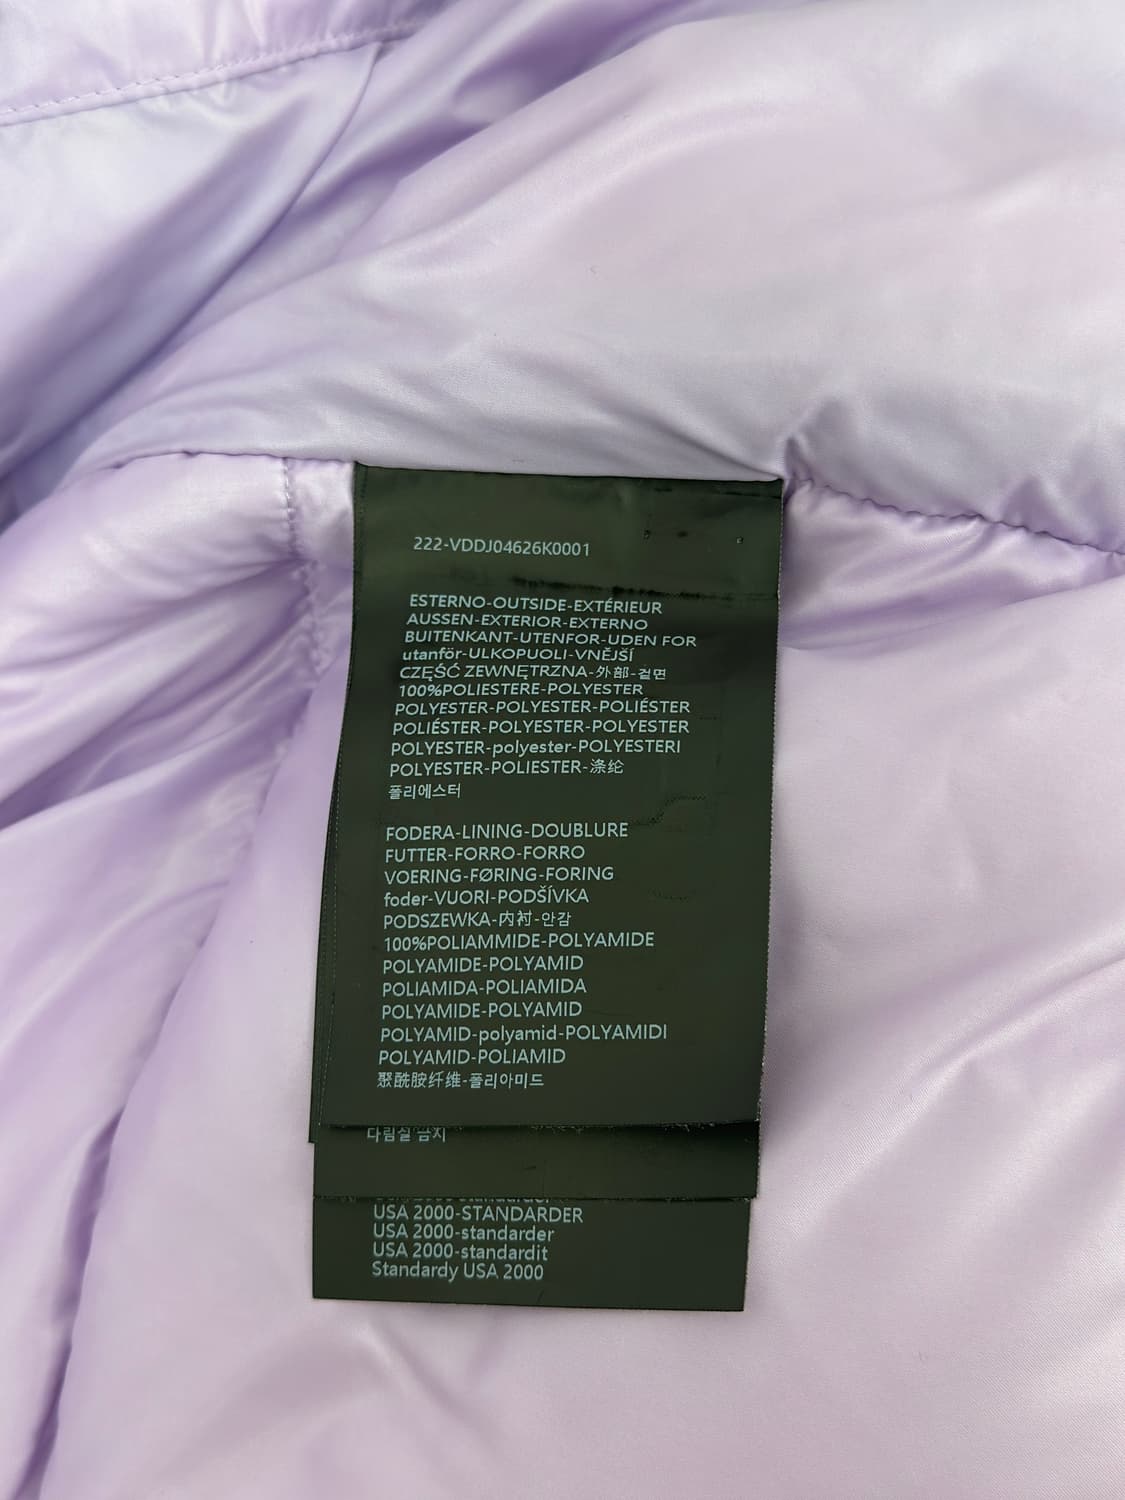 222-VDDJ04626K0001
ESTERNO-OUTSIDE-EXTÉRIEUR
AUSSEN-EXTERIOR-EXTERNO
BUITENKANT-UTENFOR-UDEN FOR
utanför-ULKOPUOLI-VNĚJŠÍ
CZĘŚĆ ZEWNĘTRZNA-外部-겉면
100%POLIESTERE-POLYESTER
POLYESTER-POLYESTER-POLIÉSTER
POLIÉSTER-POLYESTER-POLYESTER
POLYESTER-polyester-POLYESTERI
POLYESTER-POLIESTER-涤纶
폴리에스터
FODERA-LINING-DOUBLURE
FUTTER-FORRO-FORRO
VOERING-FØRING-FORING
foder-VUORI-PODŠÍVKA
PODSZEWKA-内衬-안감
100%POLIAMMIDE-POLYAMIDE
POLYAMIDE-POLYAMID
POLIAMIDA-POLIAMIDA
POLYAMIDE-POLYAMID
POLYAMID-polyamid-POLYAMIDI
POLYAMID-POLIAMID
聚酰胺纤维-폴리아미드
다림질 금지
USA 2000-STANDARDER
USA 2000-standarder
USA 2000-standardit
Standardy USA 2000